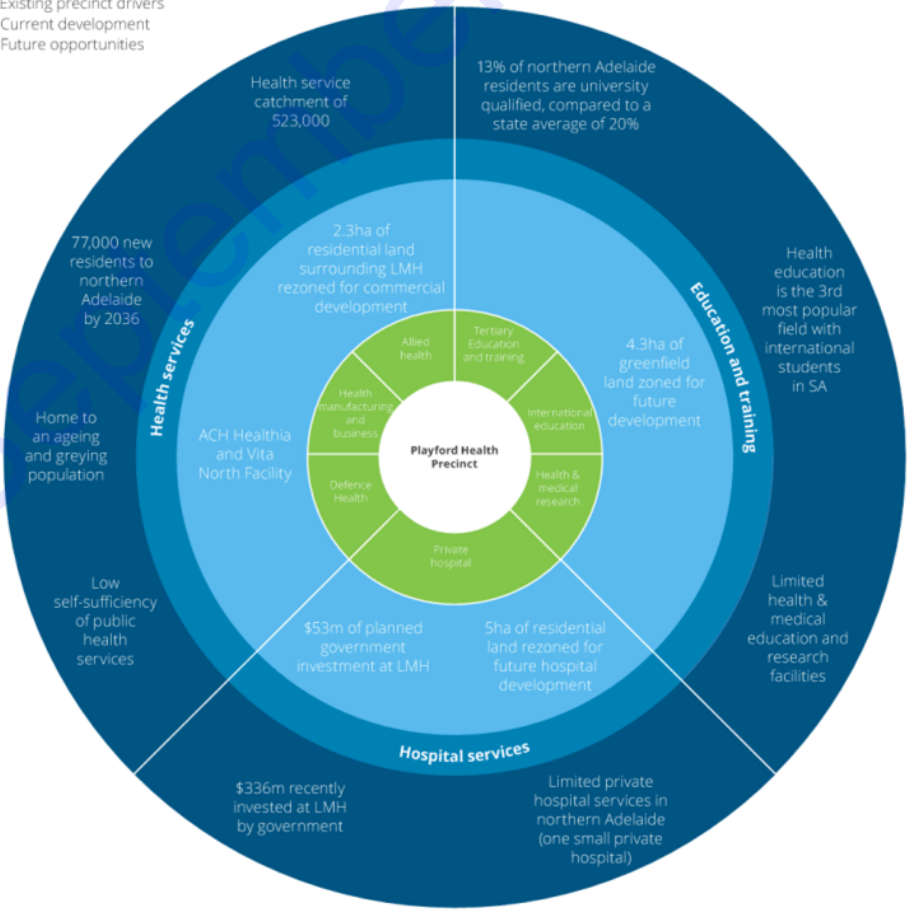 Existing precinct drivers
Current development
Future opportunities
Health service
catchment of
523,000
13% of northern Adelaide
residents are university
qualified, compared to a
state average of 20%
77,000 new
residents to
northern
Adelaide
by 2036
2.3ha of
residential land
surrounding LMH
rezoned for commercial
development
Health
education
is the 3rd
most popular
field with
international
students
in SA
Health services
Education and training
4.3ha of
greenfield
land zoned for
future
development
Allied
health
Tertiary
Education
and training
Health
manufacturing
and
business
International
education
Home to
an ageing
and greying
population
ACH Healthia
and Vita
North Facility
Playford Health
Precinct
Defence
Health
Health &
medical
research
Private
hospital
Low
self-sufficiency
of public
health
services
$53m of planned
government
investment at LMH
5ha of residential
land rezoned for
future hospital
development
Limited
health &
medical
education and
research
facilities
Hospital services
$336m recently
invested at LMH
by government
Limited private
hospital services in
northern Adelaide
(one small private
hospital)
September